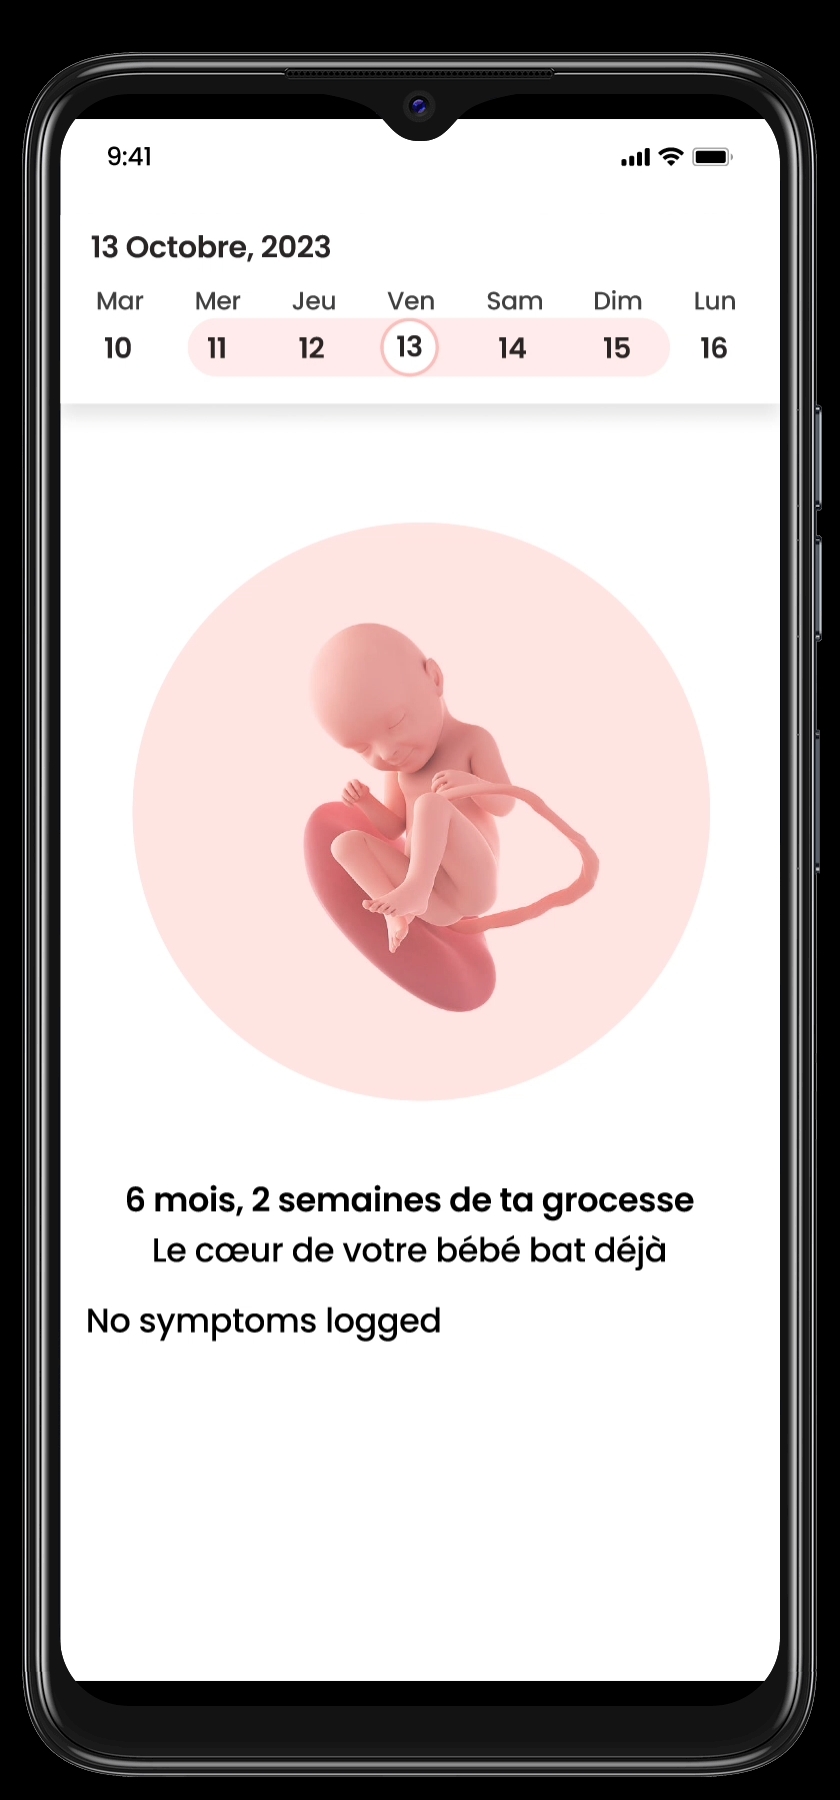 9:41
13 Octobre, 2023
Mar Mer Jeu Ven Sam Dim Lun
10 11 12 13 14 15 16
6 mois, 2 semaines de ta grocesse
Le cœur de votre bébé bat déjà
No symptoms logged